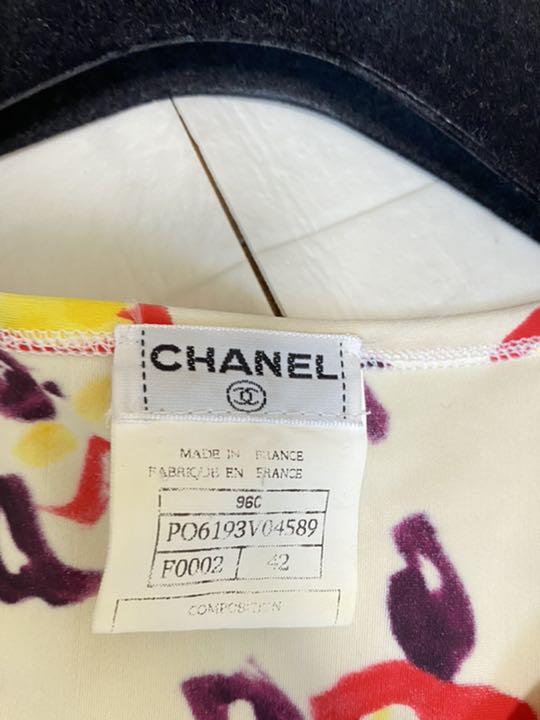 CHANEL
MADE IN FRANCE
FABRIQUE EN FRANCE
96C
P06193V04589
F0002 42
COMPOSITION